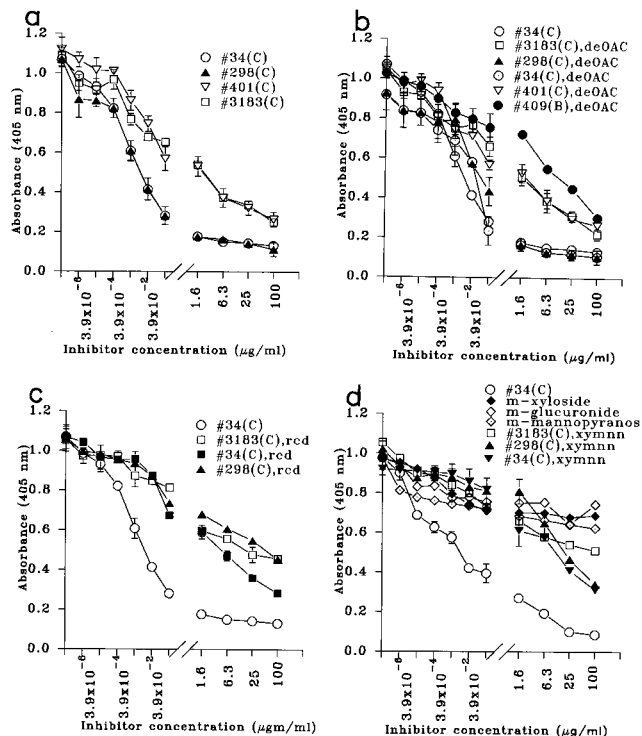 a
#34(C)
#298(C)
#401(C)
#3183(C)
Absorbance (405 nm)
1.2
1.0
0.8
0.6
0.4
0.2
0.0
3.9x10⁻⁶
3.9x10⁻⁴
3.9x10⁻²
1.6
6.3
25
100
Inhibitor concentration (μg/ml)
b
#34(C)
#3183(C),deOAC
#298(C),deOAC
#34(C),deOAC
#401(C),deOAC
#409(B),deOAC
Absorbance (405 nm)
1.2
1.0
0.8
0.6
0.4
0.2
0.0
3.9x10⁻⁶
3.9x10⁻⁴
3.9x10⁻²
1.6
6.3
25
100
Inhibitor concentration (μg/ml)
c
#34(C)
#3183(C),rcd
#34(C),rcd
#298(C),rcd
Absorbance (405 nm)
1.2
1.0
0.8
0.6
0.4
0.2
0.0
3.9x10⁻⁶
3.9x10⁻⁴
3.9x10⁻²
1.6
6.3
25
100
Inhibitor concentration (μgm/ml)
d
#34(C)
m-xyloside
m-glucuronide
m-mannopyranos
#3183(C),xymnn
#298(C),xymnn
#34(C),xymnn
Absorbance (405 nm)
1.2
1.0
0.8
0.6
0.4
0.2
0.0
3.9x10⁻⁶
3.9x10⁻⁴
3.9x10⁻²
1.6
6.3
25
100
Inhibitor concentration (μg/ml)